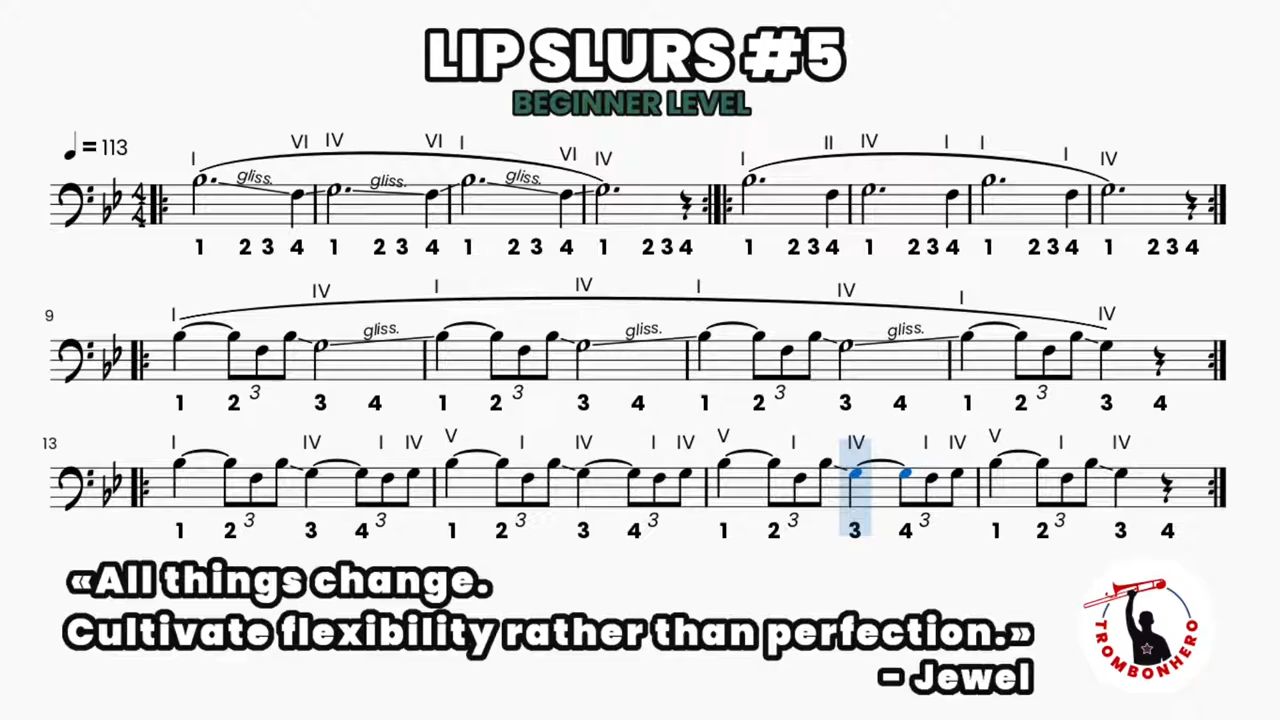 LIP SLURS #5
BEGINNER LEVEL
= 113
I VI IV VI I VI IV I II IV I I I IV
gliss. gliss. gliss.
4 4
1 2 3 4 1 2 3 4 1 2 3 4 1 2 3 4 1 2 3 4 1 2 3 4 1 2 3 4 1 2 3 4
9
I IV I IV I IV I IV
gliss. gliss. gliss.
3 3 3 3
1 2 3 4 1 2 3 4 1 2 3 4 1 2 3 4
13
I IV I IV V I IV I IV V I IV I IV V I IV
3 3 3 3 3 3 3
1 2 3 4 1 2 3 4 1 2 3 4 1 2 3 4
«All things change.
Cultivate flexibility rather than perfection.»
- Jewel
TROMBONHERO